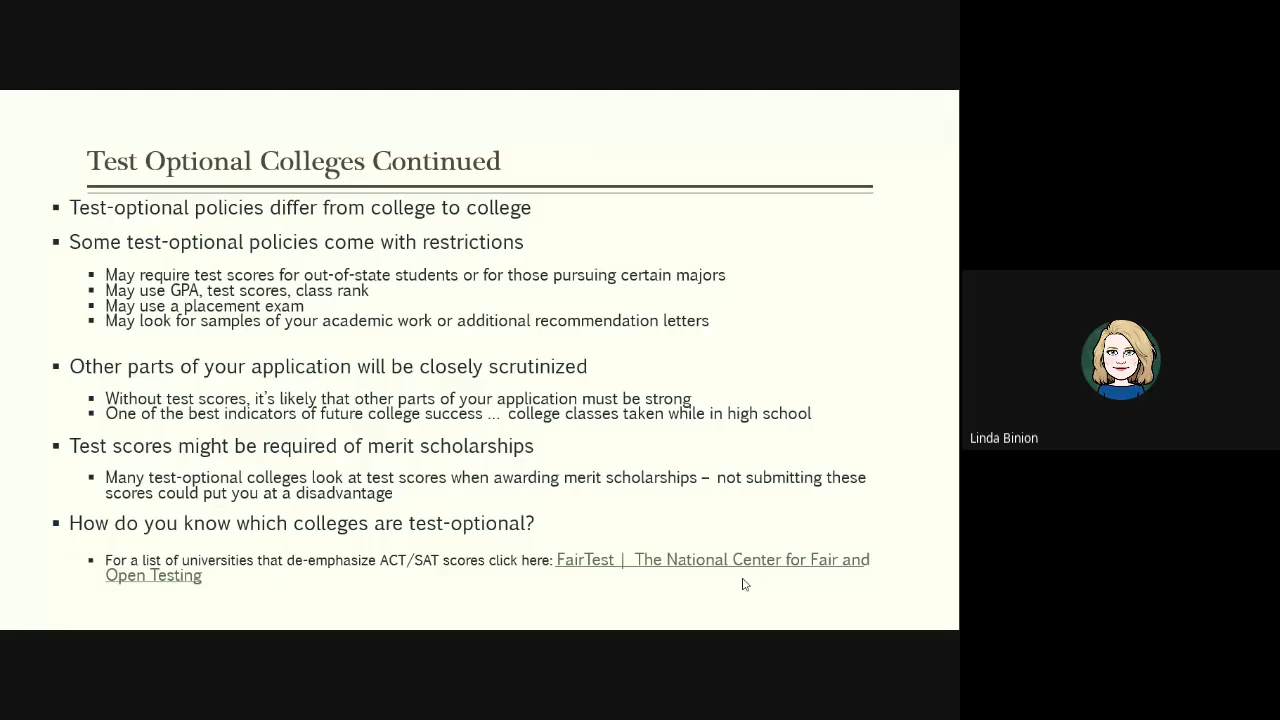 Test Optional Colleges Continued
▪ Test-optional policies differ from college to college
▪ Some test-optional policies come with restrictions
▪ May require test scores for out-of-state students or for those pursuing certain majors
▪ May use GPA, test scores, class rank
▪ May use a placement exam
▪ May look for samples of your academic work or additional recommendation letters
▪ Other parts of your application will be closely scrutinized
▪ Without test scores, it's likely that other parts of your application must be strong
▪ One of the best indicators of future college success … college classes taken while in high school
▪ Test scores might be required of merit scholarships
▪ Many test-optional colleges look at test scores when awarding merit scholarships – not submitting these
scores could put you at a disadvantage
▪ How do you know which colleges are test-optional?
▪ For a list of universities that de-emphasize ACT/SAT scores click here: FairTest | The National Center for Fair and
Open Testing
Linda Binion